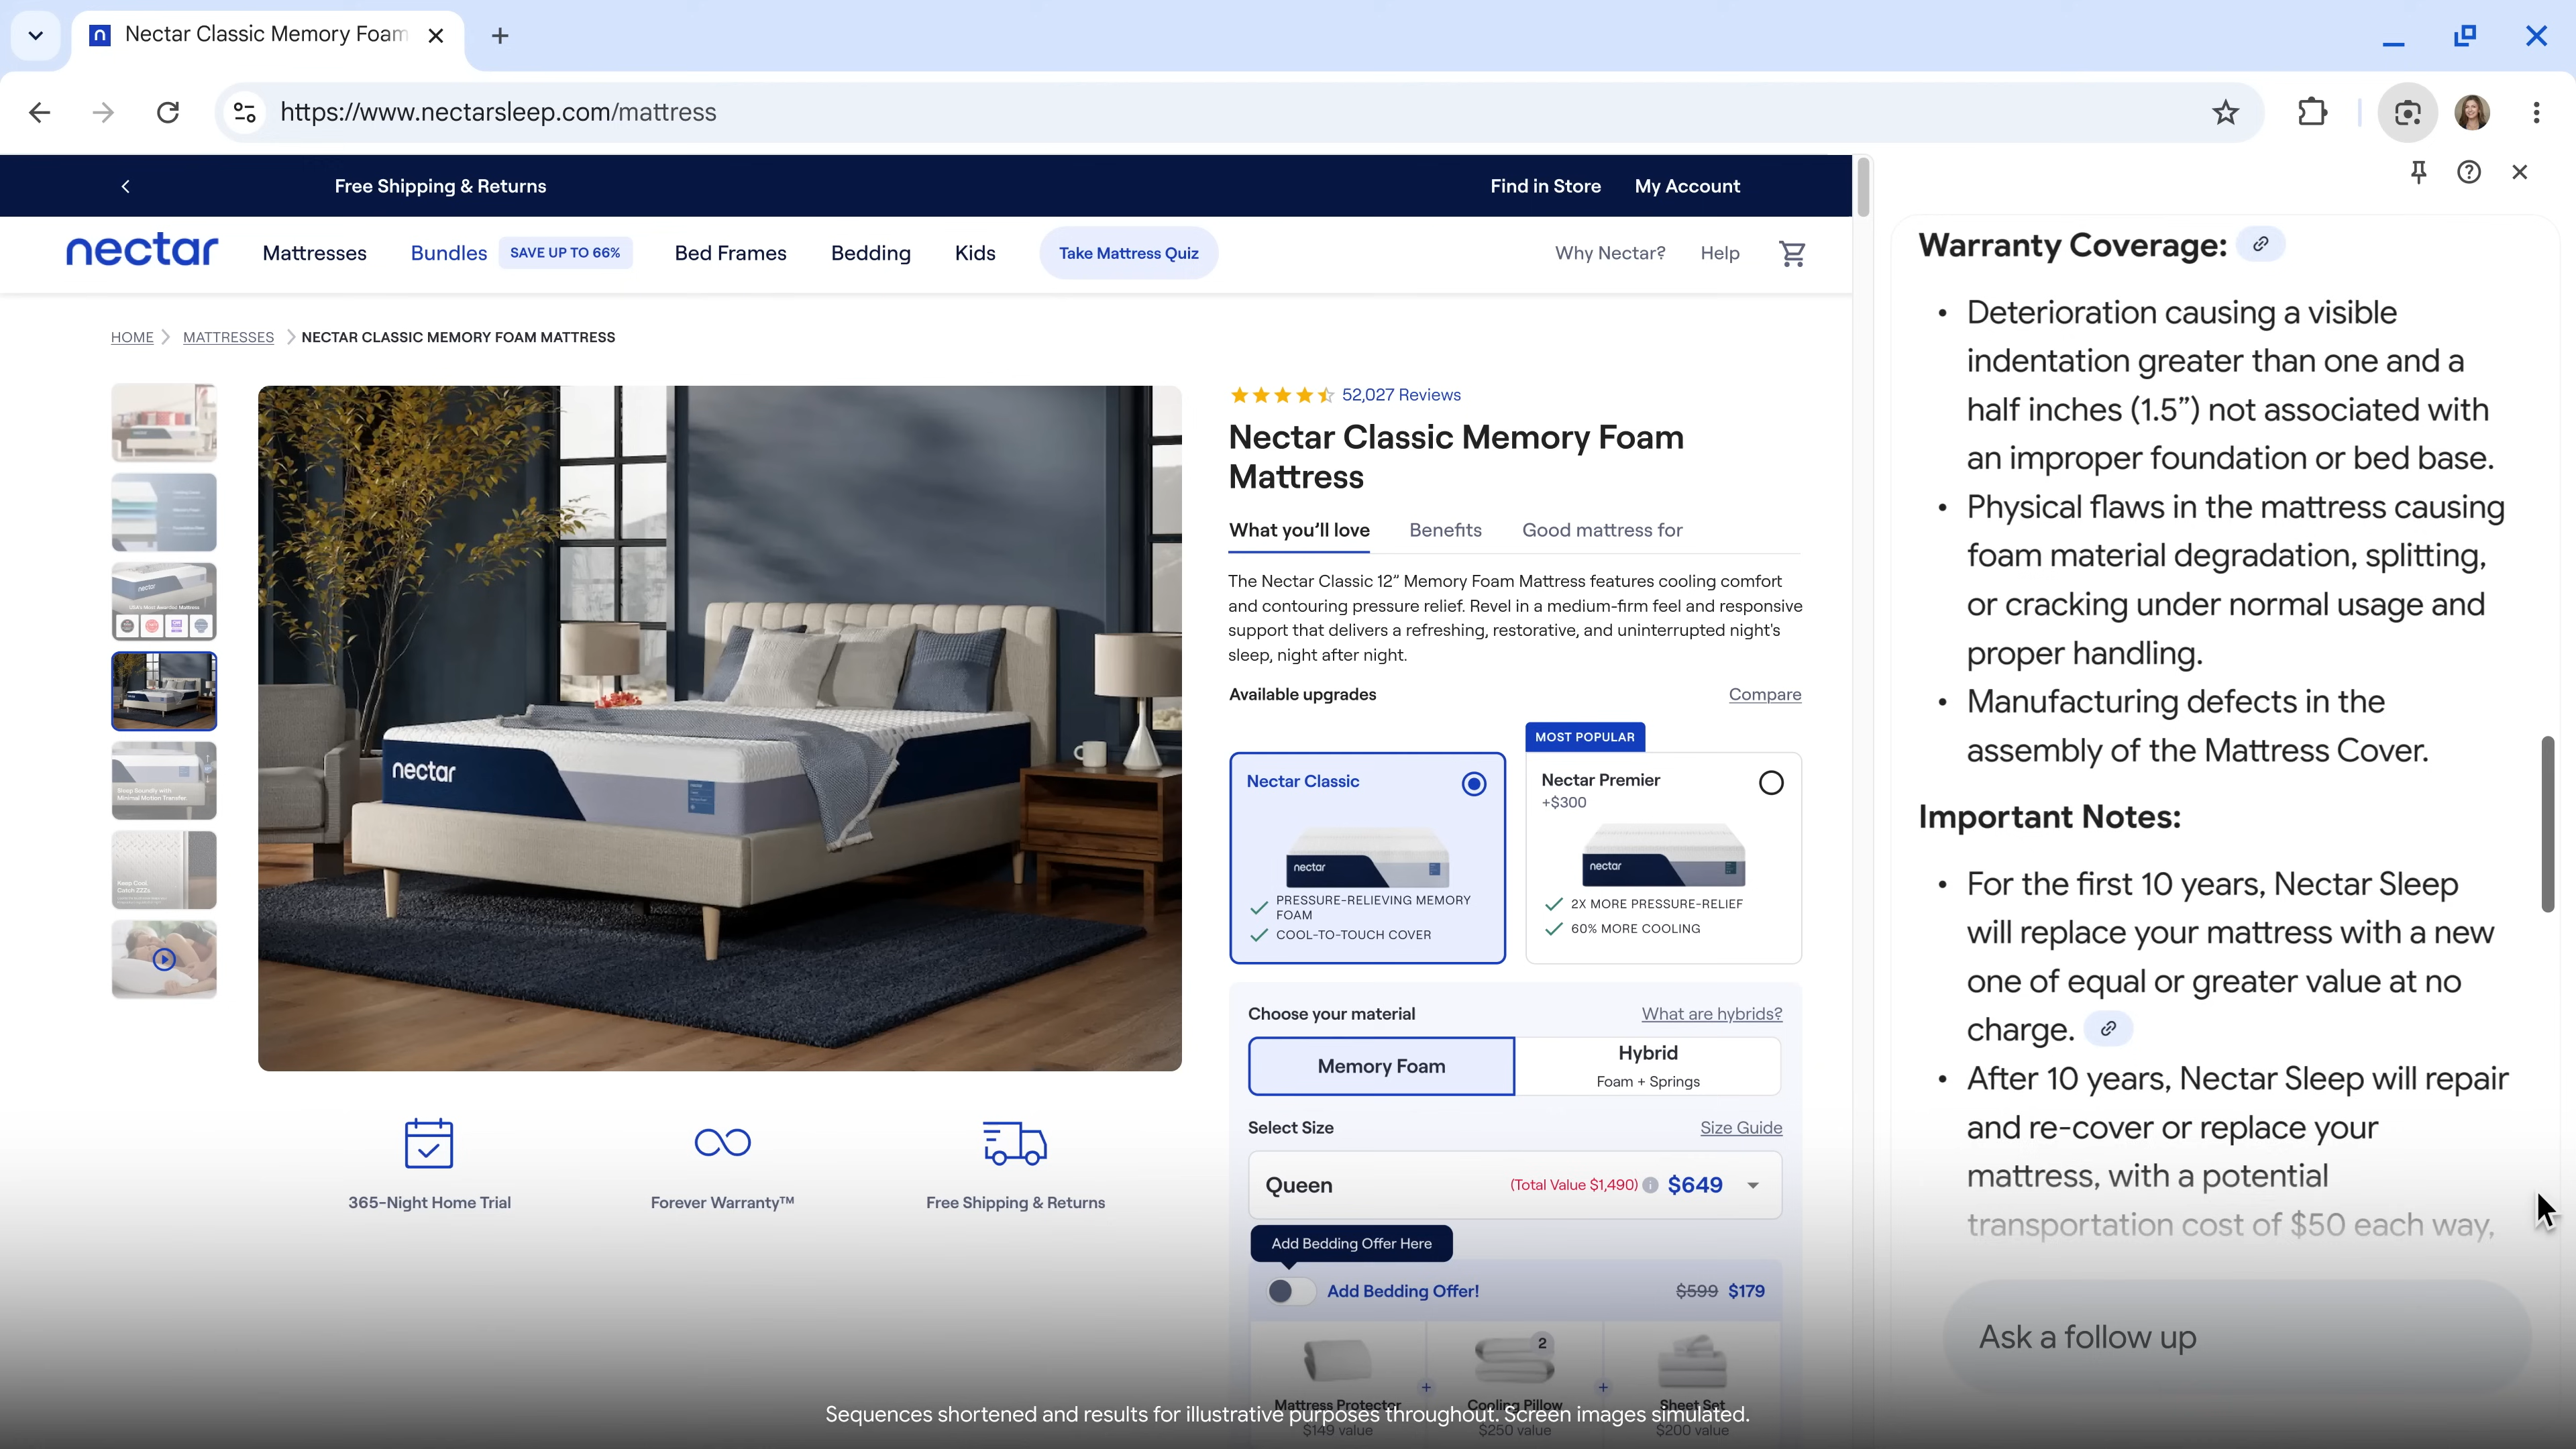 Nectar Classic Memory Foam
https://www.nectarsleep.com/mattress
Free Shipping & Returns
Find in Store
My Account
nectar
Mattresses
Bundles
SAVE UP TO 66%
Bed Frames
Bedding
Kids
Take Mattress Quiz
Why Nectar?
Help
HOME
MATTRESSES
NECTAR CLASSIC MEMORY FOAM MATTRESS
nectar
52,027 Reviews
Nectar Classic Memory Foam
Mattress
What you'll love
Benefits
Good mattress for
The Nectar Classic 12” Memory Foam Mattress features cooling comfort
and contouring pressure relief. Revel in a medium-firm feel and responsive
support that delivers a refreshing, restorative, and uninterrupted night's
sleep, night after night.
Available upgrades
Compare
Nectar Classic
nectar
PRESSURE-RELIEVING MEMORY
FOAM
COOL-TO-TOUCH COVER
MOST POPULAR
Nectar Premier
+$300
nectar
2X MORE PRESSURE-RELIEF
60% MORE COOLING
Choose your material
What are hybrids?
Memory Foam
Hybrid
Foam + Springs
Select Size
Size Guide
Queen
(Total Value $1,490)
$649
Add Bedding Offer Here
Add Bedding Offer!
$599 $179
2
Mattress Protector
$149 value
Cooling Pillow
$250 value
Sheet Set
$200 value
365-Night Home Trial
Forever Warranty™
Free Shipping & Returns
Warranty Coverage:
• Deterioration causing a visible
indentation greater than one and a
half inches (1.5”) not associated with
an improper foundation or bed base.
• Physical flaws in the mattress causing
foam material degradation, splitting,
or cracking under normal usage and
proper handling.
• Manufacturing defects in the
assembly of the Mattress Cover.
Important Notes:
• For the first 10 years, Nectar Sleep
will replace your mattress with a new
one of equal or greater value at no
charge.
• After 10 years, Nectar Sleep will repair
and re-cover or replace your
mattress, with a potential
transportation cost of $50 each way,
Ask a follow up
Sequences shortened and results for illustrative purposes throughout. Screen images simulated.